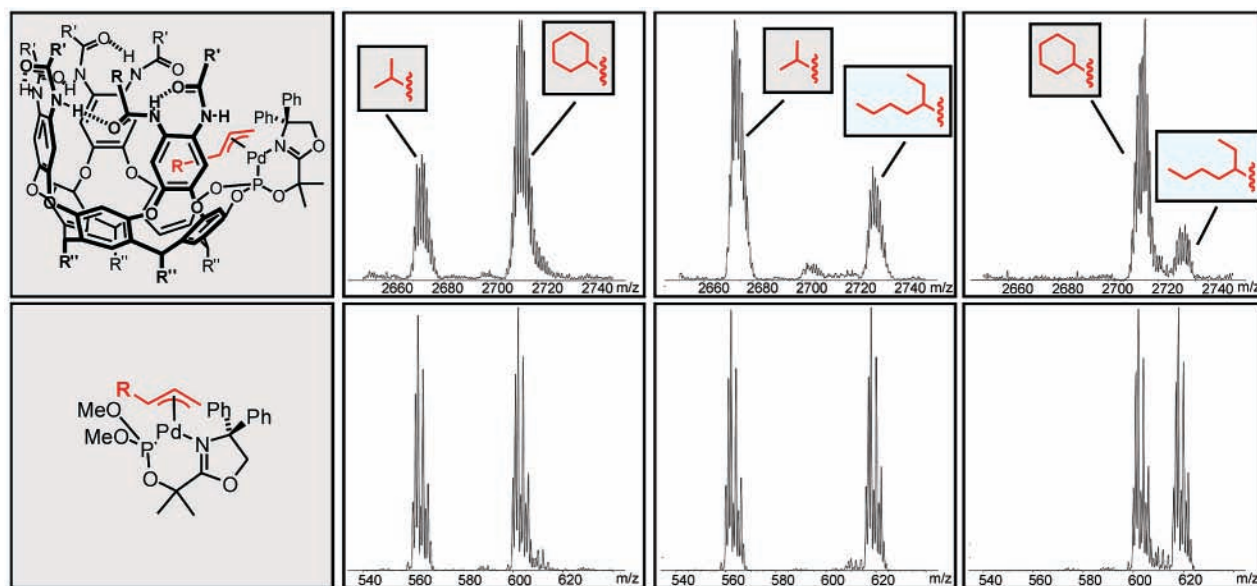 R' O H O R'
R' O N N R'
O N H R O R'
H O H N H N-H
O
R
Ph Ph
N
Pd
O
P
O
O O O O O O O
R'' R'' R'' R''
2660 2680 2700 2720 2740 m/z
2660 2680 2700 2720 2740 m/z
2660 2680 2700 2720 2740 m/z
R
MeO
MeO
Pd
P
N
Ph
Ph
O
O
540 560 580 600 620 m/z
540 560 580 600 620 m/z
540 560 580 600 620 m/z